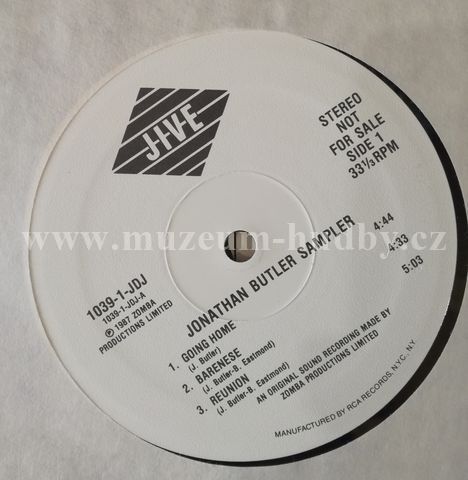 JIVE
STEREO
NOT
FOR SALE
SIDE 1
33⅓ RPM
www.muzeum-hudby.cz
1039-1-JDJ
1039-1-JDJ-A
℗ 1987 ZOMBA
PRODUCTIONS LIMITED
JONATHAN BUTLER SAMPLER
1. GOING HOME 4:44
(J. Butler)
2. BARENESE 4:33
(J. Butler-B. Eastmond)
3. REUNION 5:03
(J. Butler-B. Eastmond)
AN ORIGINAL SOUND RECORDING MADE BY
ZOMBA PRODUCTIONS LIMITED
MANUFACTURED BY RCA RECORDS, N.Y.C., N.Y.